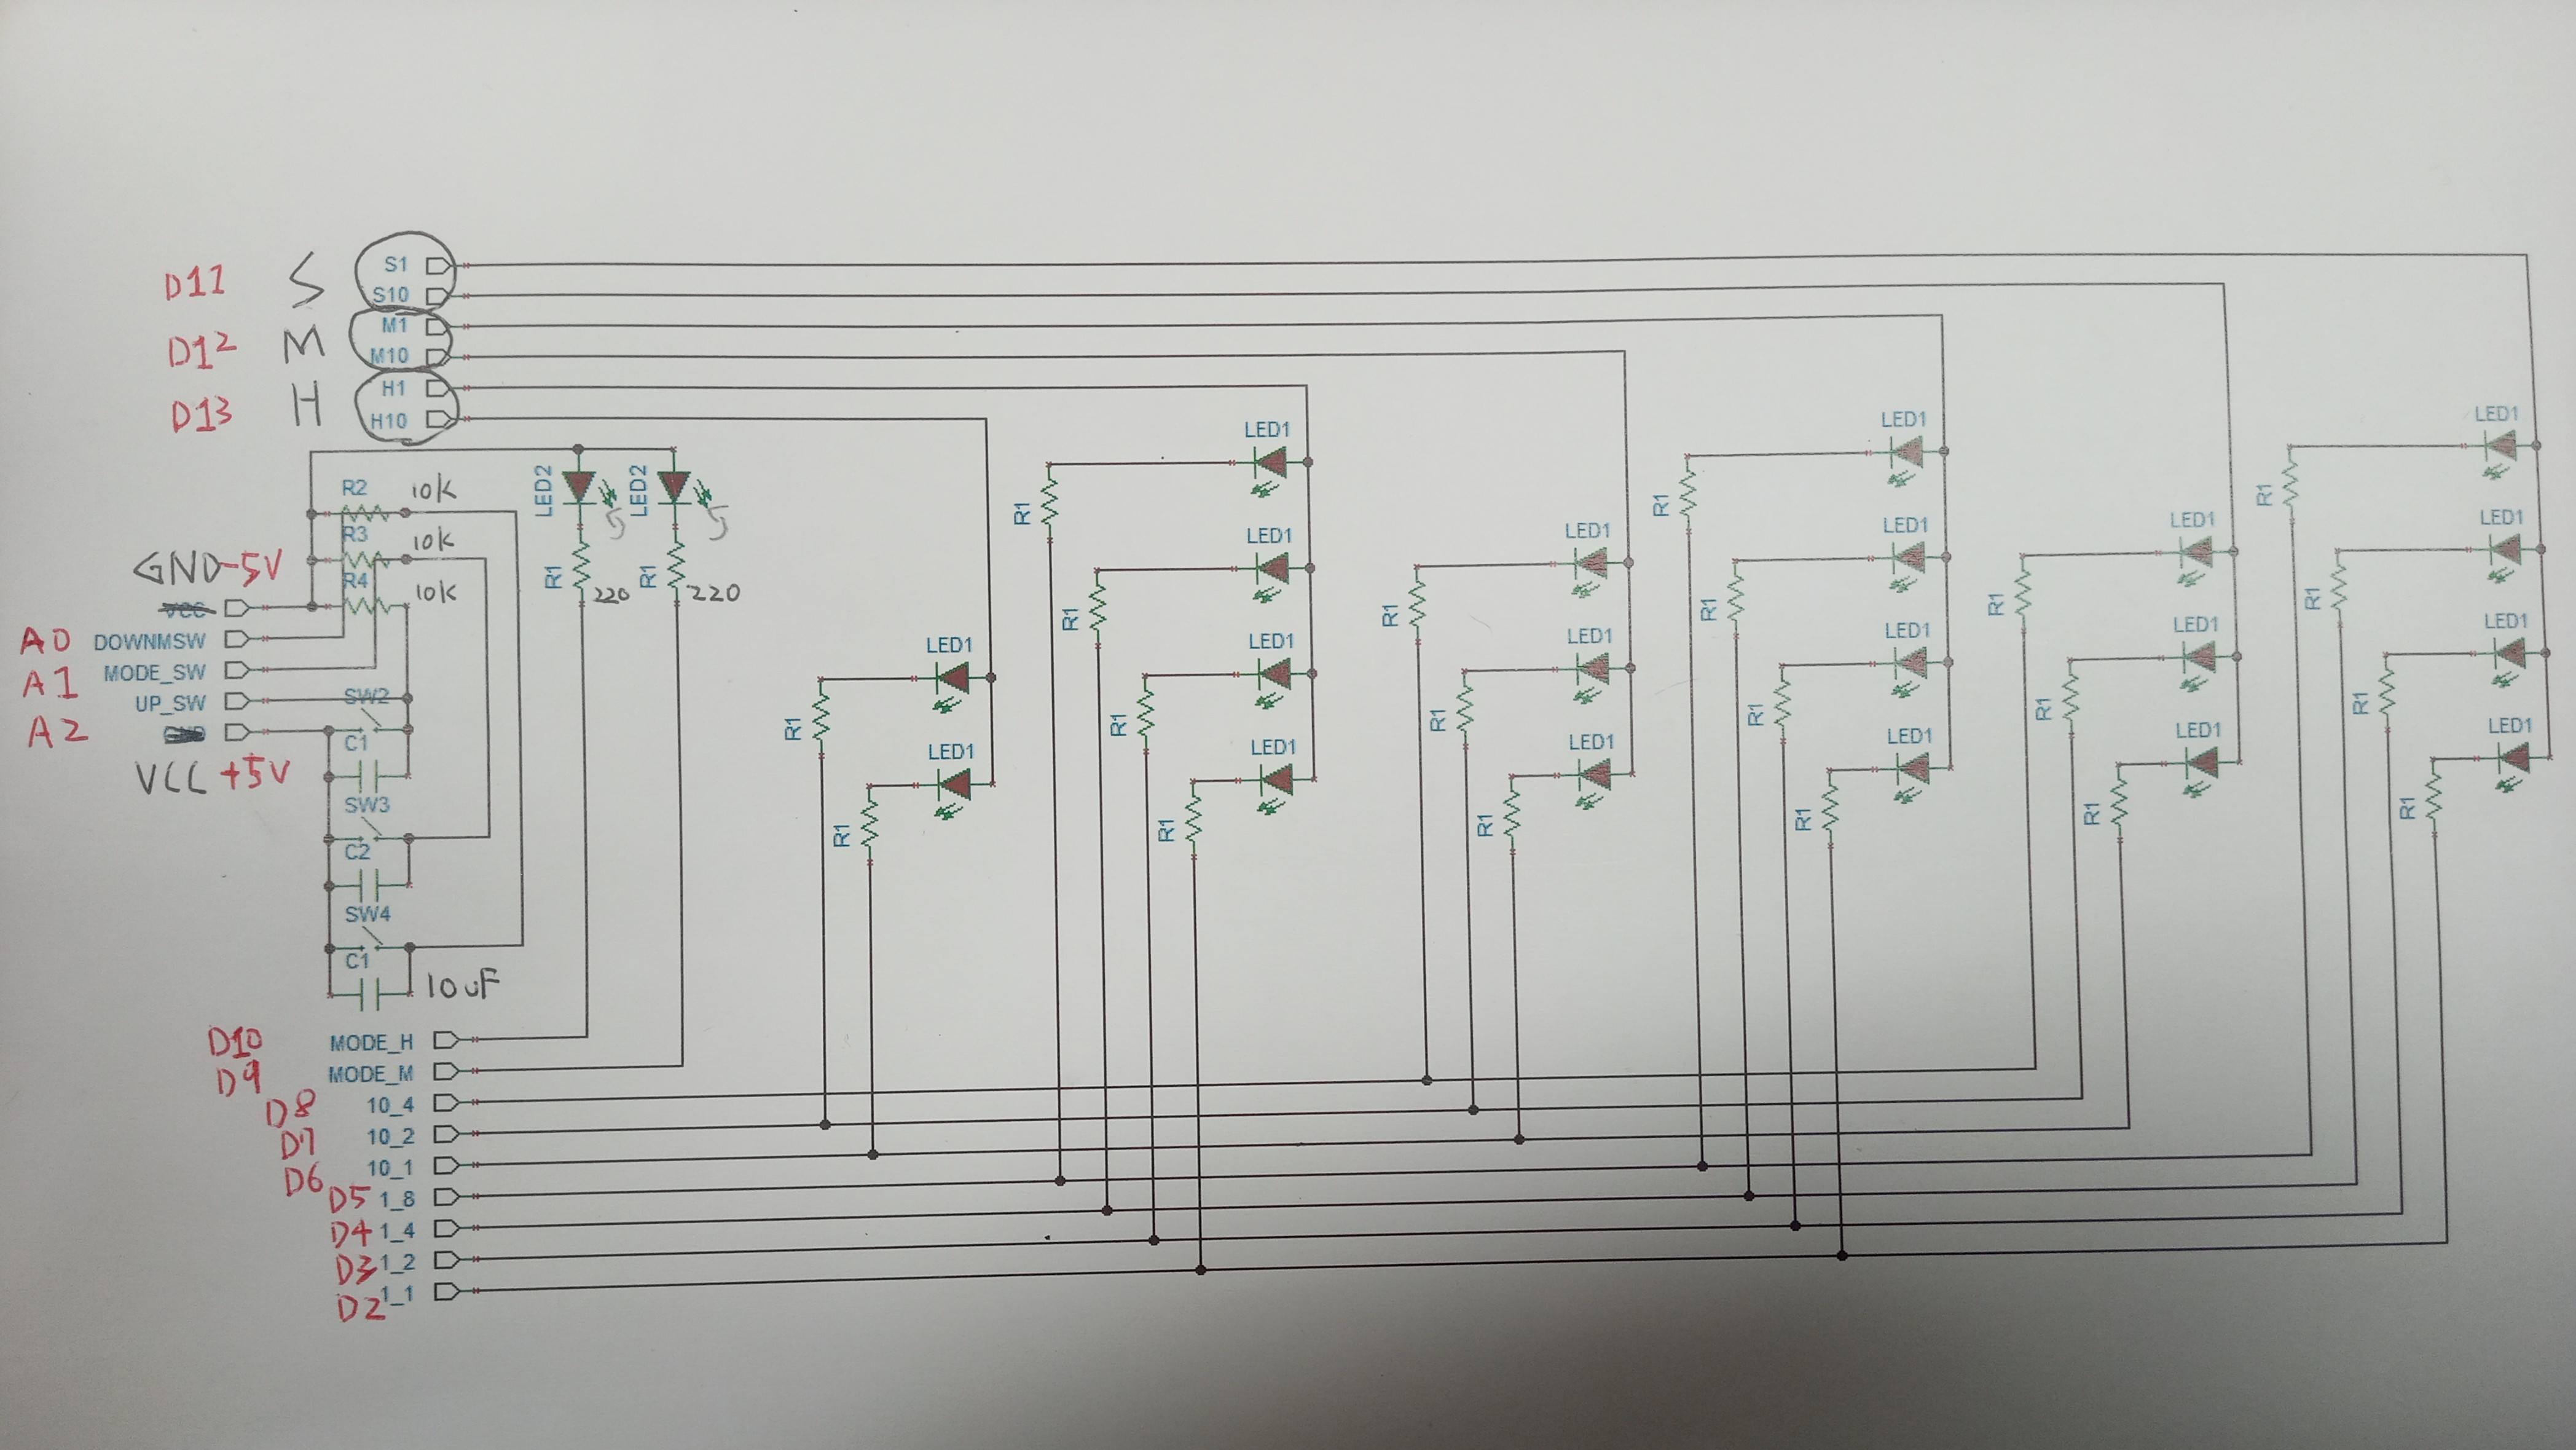 D11 S S1
S10
D12 M M1
M10
D13 H H1
H10
R2 10K
R3 10K
R4 10K
GND -5V
A0 DOWNMSW
A1 MODE_SW
UP_SW
A2
VCC +5V
SW2
C1
SW3
C2
SW4
C1
10uF
LED2
LED2
R1 220
R1 220
LED1
LED1
R1
R1
LED1
LED1
LED1
LED1
R1
R1
R1
R1
LED1
LED1
LED1
R1
R1
R1
LED1
LED1
LED1
LED1
R1
R1
R1
R1
LED1
LED1
LED1
R1
R1
R1
LED1
LED1
LED1
LED1
R1
R1
R1
R1
D10 MODE_H
D9 MODE_M
D8 10_4
D7 10_2
D6 10_1
D5 1_8
D4 1_4
D3 1_2
D2 1_1